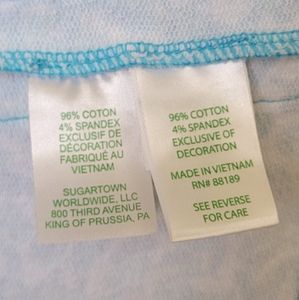 96% COTON
4% SPANDEX
EXCLUSIF DE
DÉCORATION
FABRIQUÉ AU
VIETNAM
SUGARTOWN
WORLDWIDE, LLC
800 THIRD AVENUE
KING OF PRUSSIA, PA
96% COTTON
4% SPANDEX
EXCLUSIVE OF
DECORATION
MADE IN VIETNAM
RN# 88189
SEE REVERSE
FOR CARE